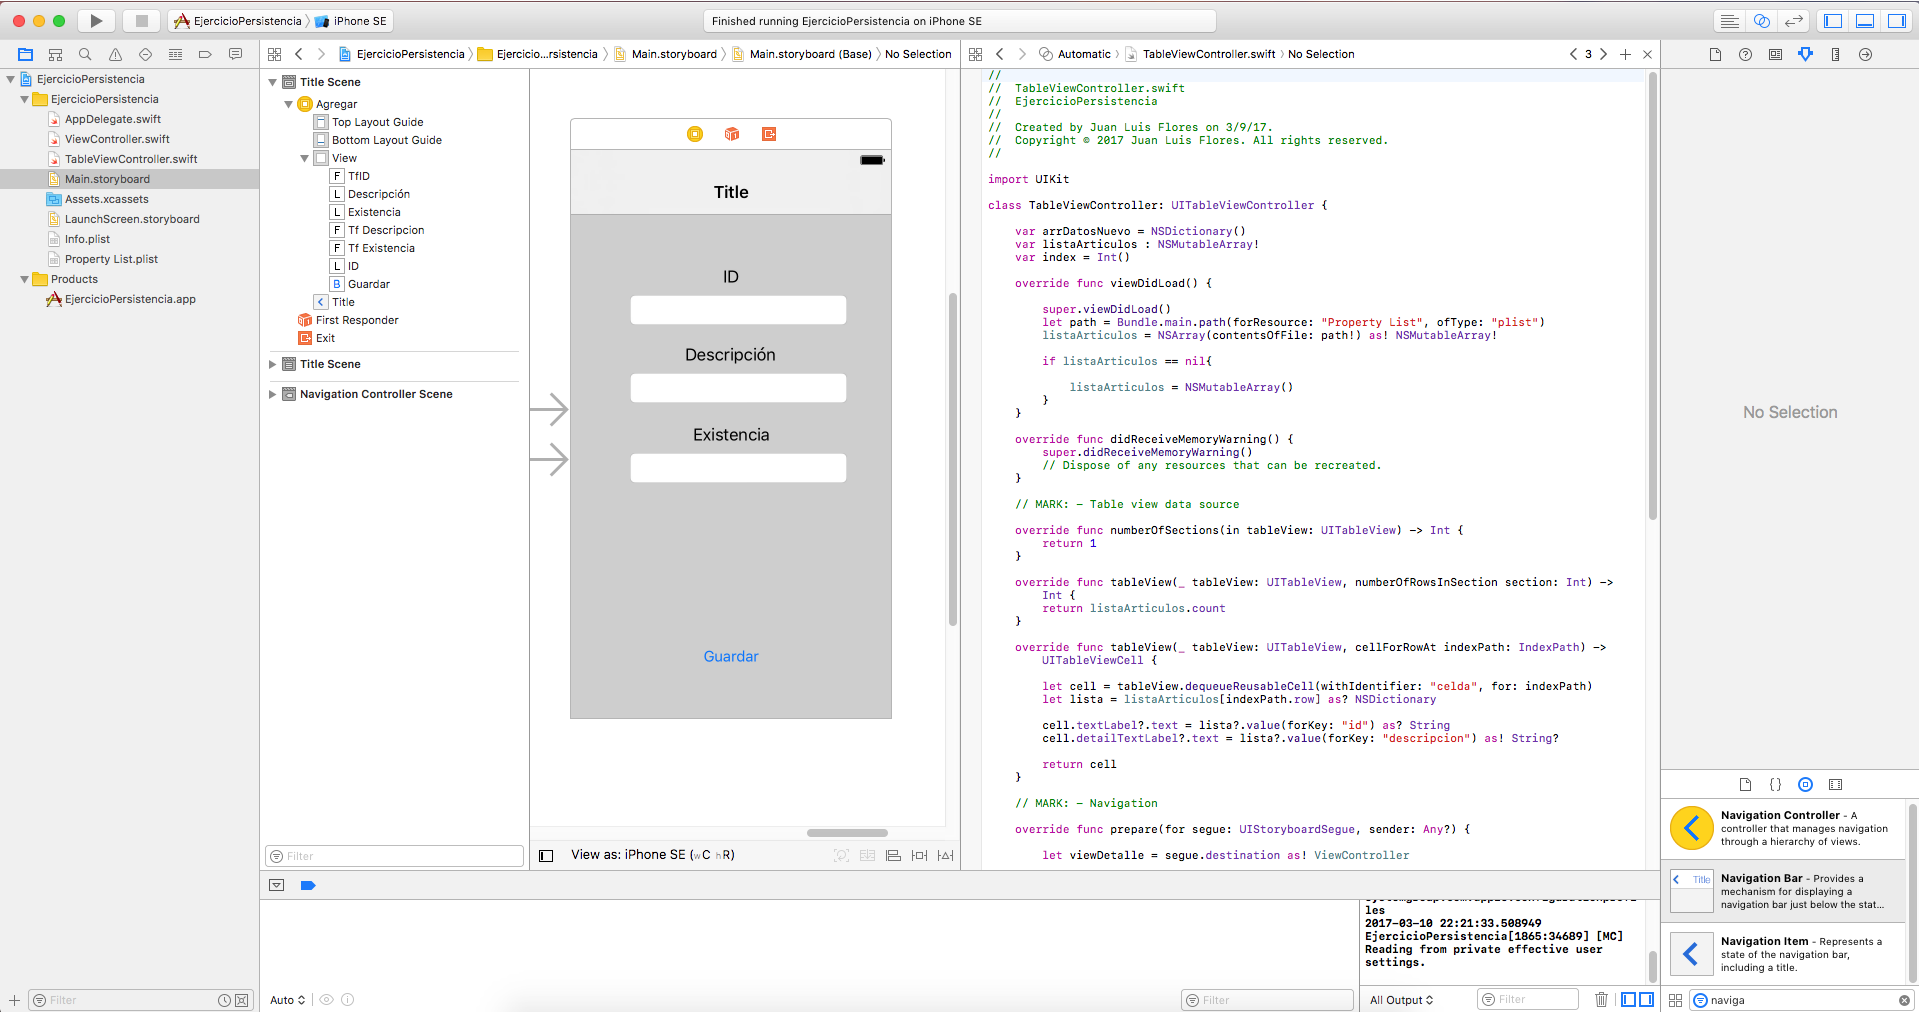 EjercicioPersistencia
iPhone SE
Finished running EjercicioPersistencia on iPhone SE
EjercicioPersistencia
Ejercicio...rsistencia
Main.storyboard
Main.storyboard (Base)
No Selection
Automatic
TableViewController.swift
No Selection
3
EjercicioPersistencia
EjercicioPersistencia
AppDelegate.swift
ViewController.swift
TableViewController.swift
Main.storyboard
Assets.xcassets
LaunchScreen.storyboard
Info.plist
Property List.plist
Products
EjercicioPersistencia.app
Filter
Title Scene
Agregar
Top Layout Guide
Bottom Layout Guide
View
F TfID
L Descripción
L Existencia
F Tf Descripcion
F Tf Existencia
L ID
B Guardar
Title
First Responder
Exit
Title Scene
Navigation Controller Scene
Filter
Title
ID
Descripción
Existencia
Guardar
View as: iPhone SE (wC hR)
//
//  TableViewController.swift
//  EjercicioPersistencia
//
//  Created by Juan Luis Flores on 3/9/17.
//  Copyright © 2017 Juan Luis Flores. All rights reserved.
//
import UIKit
class TableViewController: UITableViewController {
var arrDatosNuevo = NSDictionary()
var listaArticulos : NSMutableArray!
var index = Int()
override func viewDidLoad() {
super.viewDidLoad()
let path = Bundle.main.path(forResource: "Property List", ofType: "plist")
listaArticulos = NSArray(contentsOfFile: path!) as! NSMutableArray!
if listaArticulos == nil{
listaArticulos = NSMutableArray()
}
}
override func didReceiveMemoryWarning() {
super.didReceiveMemoryWarning()
// Dispose of any resources that can be recreated.
}
// MARK: - Table view data source
override func numberOfSections(in tableView: UITableView) -> Int {
return 1
}
override func tableView(_ tableView: UITableView, numberOfRowsInSection section: Int) ->
Int {
return listaArticulos.count
}
override func tableView(_ tableView: UITableView, cellForRowAt indexPath: IndexPath) ->
UITableViewCell {
let cell = tableView.dequeueReusableCell(withIdentifier: "celda", for: indexPath)
let lista = listaArticulos[indexPath.row] as? NSDictionary
cell.textLabel?.text = lista?.value(forKey: "id") as? String
cell.detailTextLabel?.text = lista?.value(forKey: "descripcion") as! String?
return cell
}
// MARK: - Navigation
override func prepare(for segue: UIStoryboardSegue, sender: Any?) {
let viewDetalle = segue.destination as! ViewController
No Selection
Navigation Controller - A
controller that manages navigation
through a hierarchy of views.
Title
Navigation Bar - Provides a
mechanism for displaying a
navigation bar just below the stat...
Navigation Item - Represents a
state of the navigation bar,
including a title.
naviga
les
2017-03-10 22:21:33.508949
EjercicioPersistencia[1865:34689] [MC]
Reading from private effective user
settings.
Auto
Filter
All Output
Filter